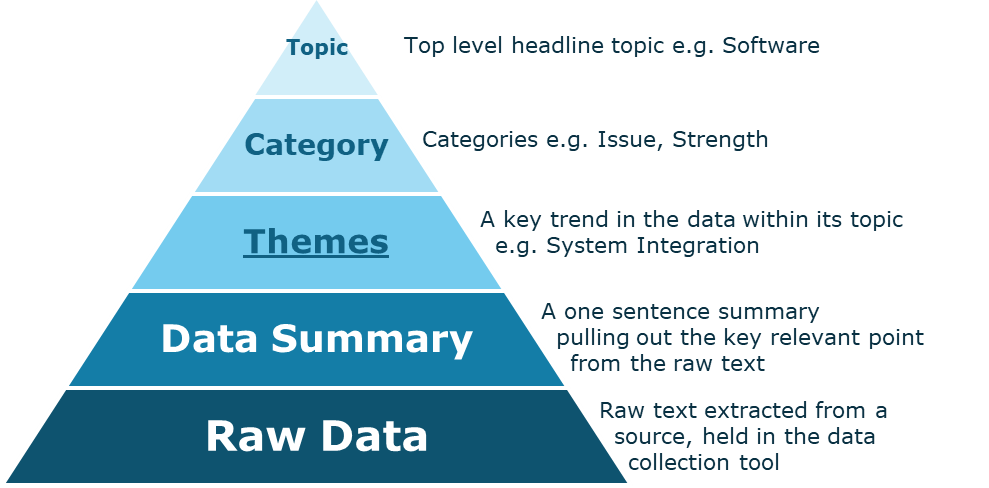 Topic
Top level headline topic e.g. Software
Category
Categories e.g. Issue, Strength
Themes
A key trend in the data within its topic
e.g. System Integration
Data Summary
A one sentence summary
pulling out the key relevant point
from the raw text
Raw Data
Raw text extracted from a
source, held in the data
collection tool